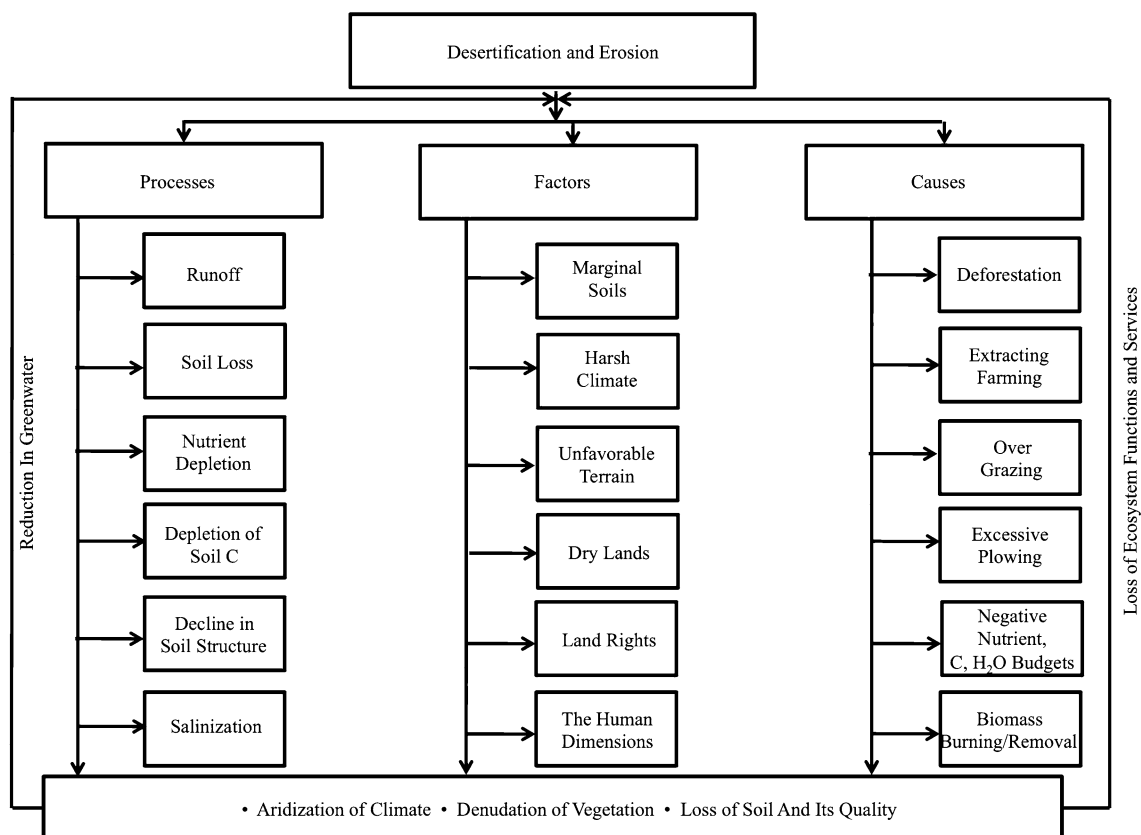 Desertification and Erosion
Processes
Factors
Causes
Runoff
Soil Loss
Nutrient
Depletion
Depletion of
Soil C
Decline in
Soil Structure
Salinization
Marginal
Soils
Harsh
Climate
Unfavorable
Terrain
Dry Lands
Land Rights
The Human
Dimensions
Deforestation
Extracting
Farming
Over
Grazing
Excessive
Plowing
Negative
Nutrient,
C, H₂O Budgets
Biomass
Burning/Removal
Reduction In Greenwater
Loss of Ecosystem Functions and Services
• Aridization of Climate • Denudation of Vegetation • Loss of Soil And Its Quality